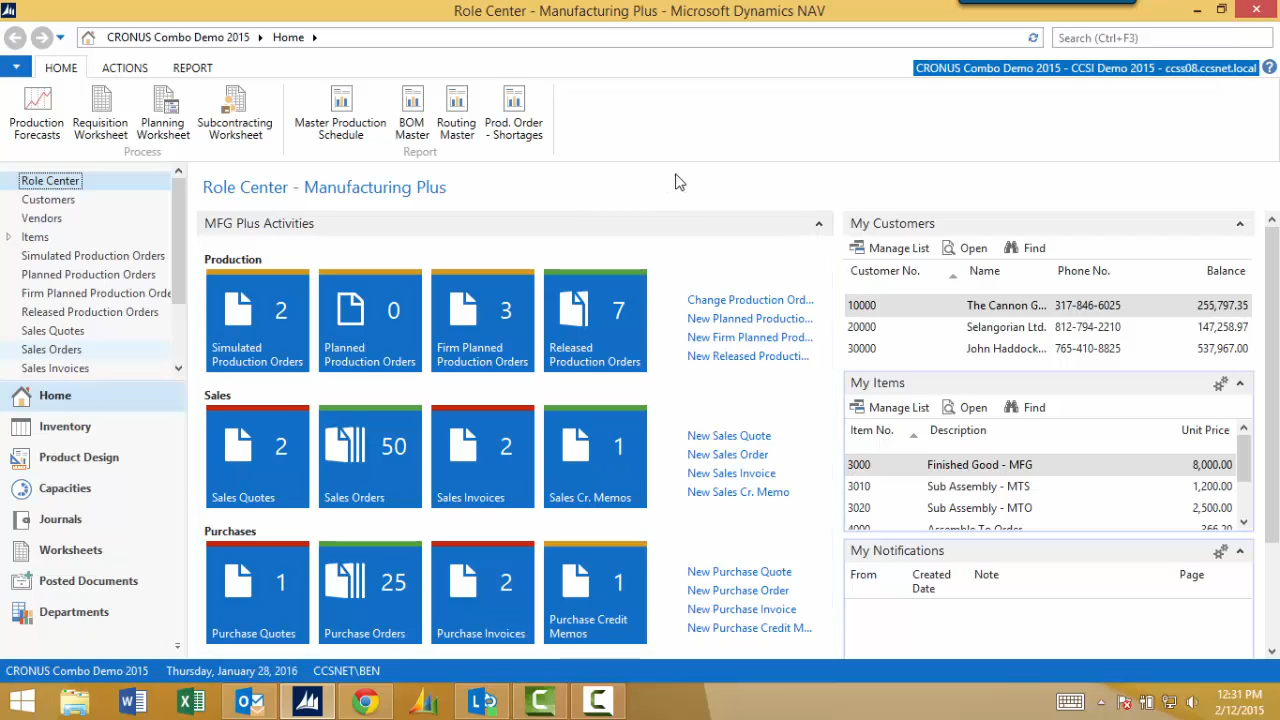 Role Center - Manufacturing Plus - Microsoft Dynamics NAV
CRONUS Combo Demo 2015
Home
Search (Ctrl+F3)
HOME
ACTIONS
REPORT
CRONUS Combo Demo 2015 - CCSI Demo 2015 - ccss08.ccsnet.local
Production Forecasts
Requisition Worksheet
Planning Worksheet
Subcontracting Worksheet
Process
Master Production Schedule
BOM Master
Routing Master
Prod. Order - Shortages
Report
Role Center
Customers
Vendors
Items
Simulated Production Orders
Planned Production Orders
Firm Planned Production Orde
Released Production Orders
Sales Quotes
Sales Orders
Sales Invoices
Home
Inventory
Product Design
Capacities
Journals
Worksheets
Posted Documents
Departments
Role Center - Manufacturing Plus
MFG Plus Activities
Production
2
Simulated Production Orders
0
Planned Production Orders
3
Firm Planned Production Orders
7
Released Production Orders
Change Production Ord...
New Planned Productio...
New Firm Planned Prod...
New Released Producti...
Sales
2
Sales Quotes
50
Sales Orders
2
Sales Invoices
1
Sales Cr. Memos
New Sales Quote
New Sales Order
New Sales Invoice
New Sales Cr. Memo
Purchases
1
Purchase Quotes
25
Purchase Orders
2
Purchase Invoices
1
Purchase Credit Memos
New Purchase Quote
New Purchase Order
New Purchase Invoice
New Purchase Credit M...
My Customers
Manage List Open Find
Customer No. Name Phone No. Balance
10000 The Cannon G... 317-846-6025 255,797.35
20000 Selangorian Ltd. 812-794-2210 147,258.97
30000 John Haddock... 765-410-8825 537,967.00
My Items
Manage List Open Find
Item No. Description Unit Price
3000 Finished Good - MFG 8,000.00
3010 Sub Assembly - MTS 1,200.00
3020 Sub Assembly - MTO 2,500.00
4000 Assemble To Order 266.20
My Notifications
From Created Date Note Page
CRONUS Combo Demo 2015 Thursday, January 28, 2016 CCSNET\BEN
12:31 PM
2/12/2015